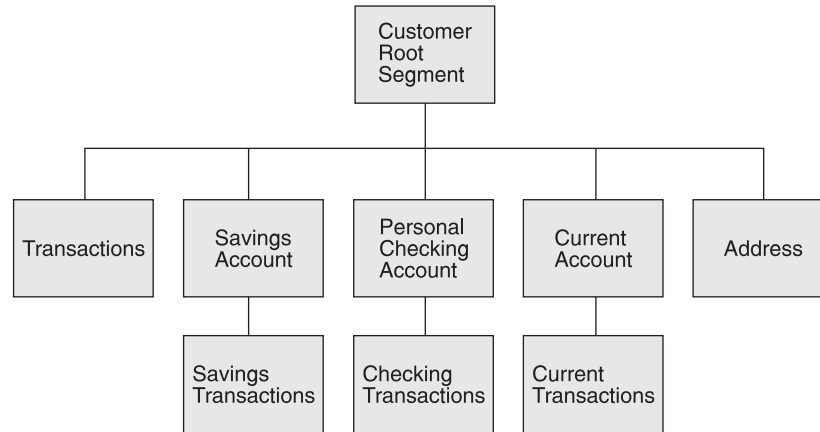 Customer
Root
Segment
Transactions
Savings
Account
Personal
Checking
Account
Current
Account
Address
Savings
Transactions
Checking
Transactions
Current
Transactions